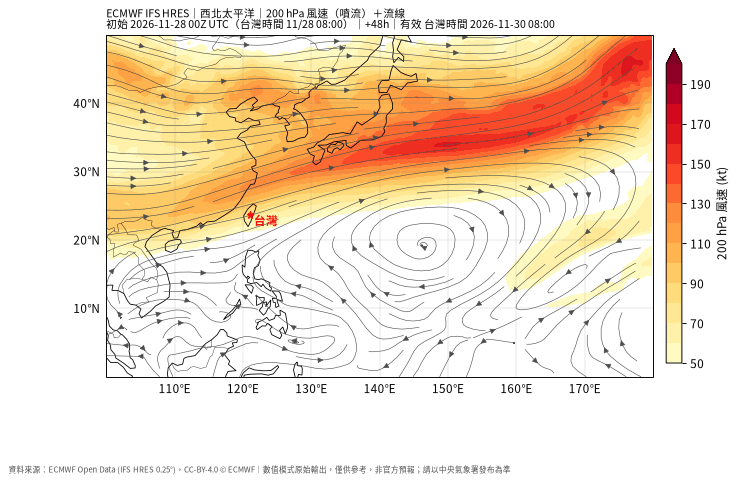 ECMWF IFS HRES｜西北太平洋｜200 hPa 風速（噴流）＋流線
初始 2026-11-28 00Z UTC（台灣時間 11/28 08:00）｜+48h｜有效 台灣時間 2026-11-30 08:00
40°N
30°N
20°N
10°N
110°E
120°E
130°E
140°E
150°E
160°E
170°E
台灣
190
170
150
130
110
90
70
50
200 hPa 風速 (kt)
資料來源：ECMWF Open Data (IFS HRES 0.25°)・CC-BY-4.0 © ECMWF｜數值模式原始輸出，僅供參考，非官方預報；請以中央氣象署發布為準